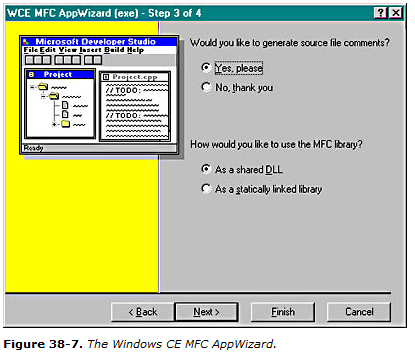 WCE MFC AppWizard (exe) - Step 3 of 4
Microsoft Developer Studio
File Edit View Insert Build Help
Project
Project.cpp
// TODO:
// TODO:
Ready
Would you like to generate source file comments?
Yes, please
No, thank you
How would you like to use the MFC library?
As a shared DLL
As a statically linked library
< Back
Next >
Finish
Cancel
Figure 38-7. The Windows CE MFC AppWizard.